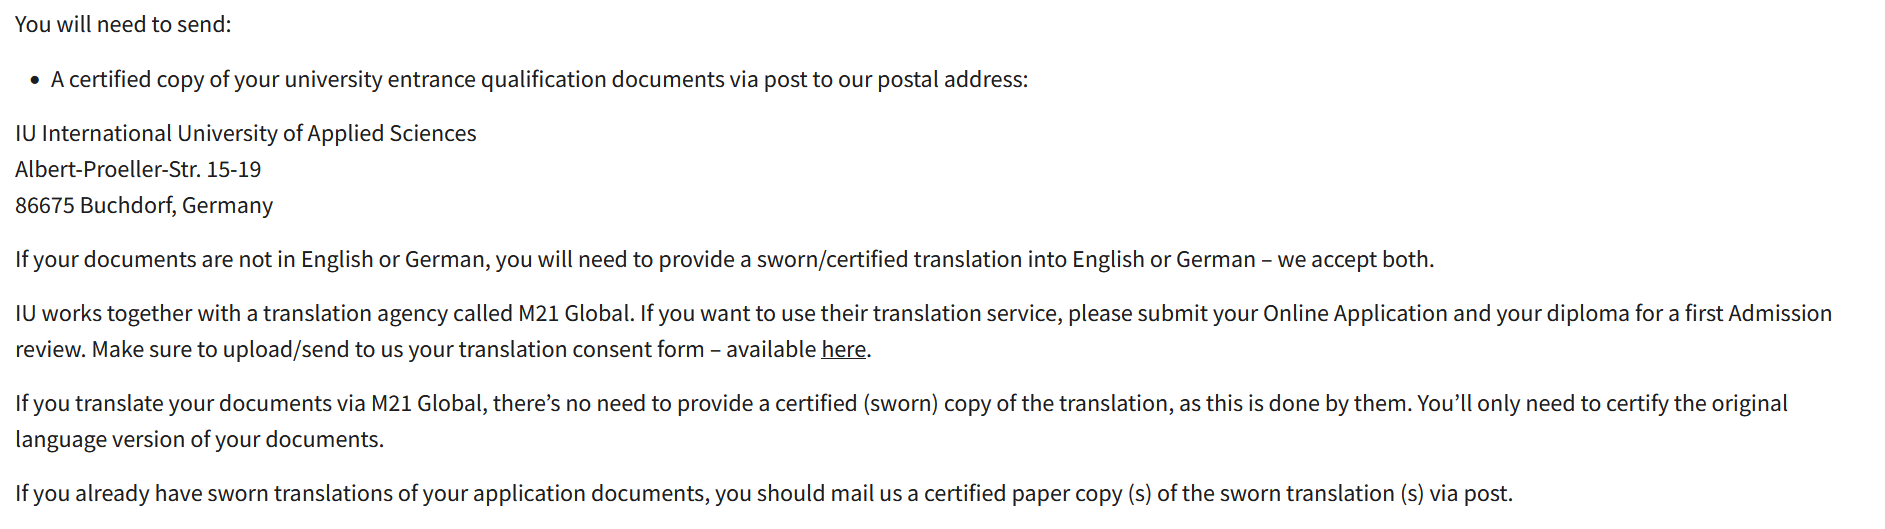 You will need to send:
• A certified copy of your university entrance qualification documents via post to our postal address:
IU International University of Applied Sciences
Albert-Proeller-Str. 15-19
86675 Buchdorf, Germany
If your documents are not in English or German, you will need to provide a sworn/certified translation into English or German – we accept both.
IU works together with a translation agency called M21 Global. If you want to use their translation service, please submit your Online Application and your diploma for a first Admission
review. Make sure to upload/send to us your translation consent form – available here.
If you translate your documents via M21 Global, there’s no need to provide a certified (sworn) copy of the translation, as this is done by them. You’ll only need to certify the original
language version of your documents.
If you already have sworn translations of your application documents, you should mail us a certified paper copy (s) of the sworn translation (s) via post.